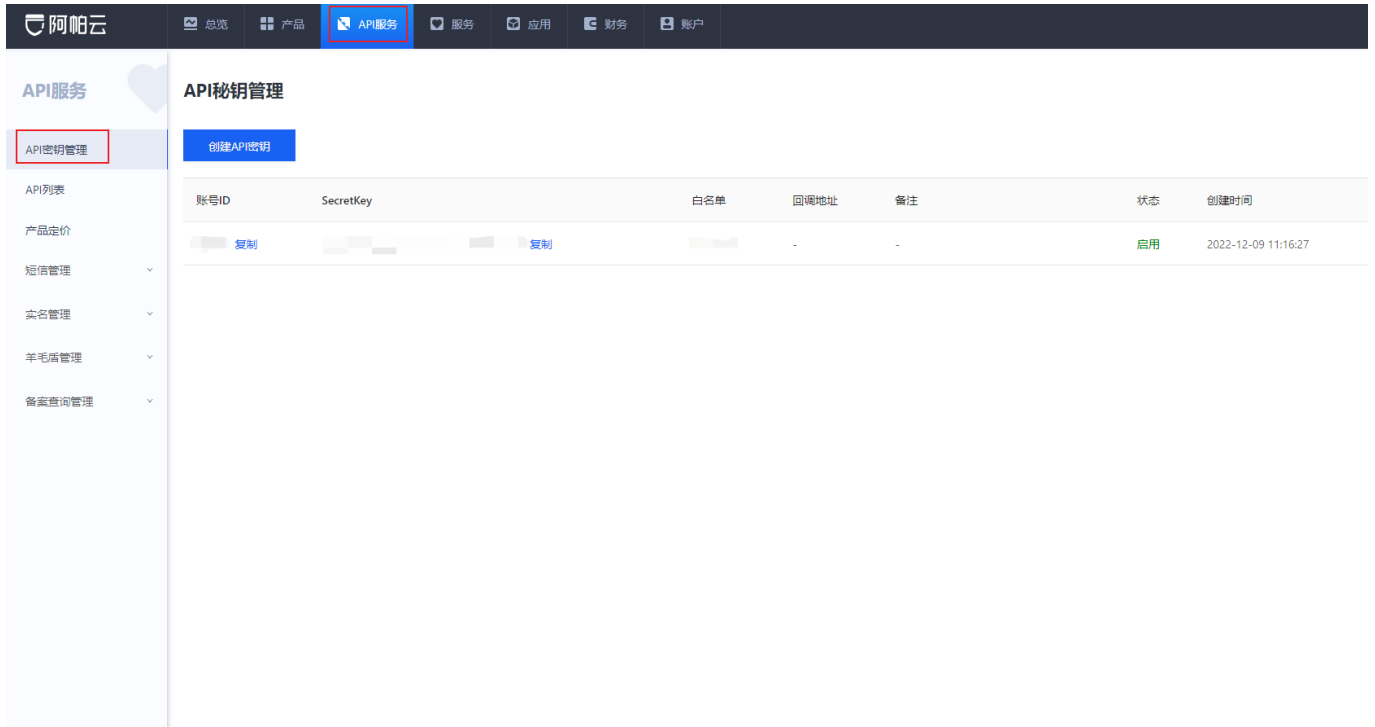 阿帕云 总览 产品 API服务 服务 应用 财务 账户
API服务
API秘钥管理
API密钥管理
创建API密钥
API列表
账号ID SecretKey 白名单 回调地址 备注 状态 创建时间
产品定价
复制 复制 - - 启用 2022-12-09 11:16:27
短信管理
实名管理
羊毛盾管理
备案查询管理